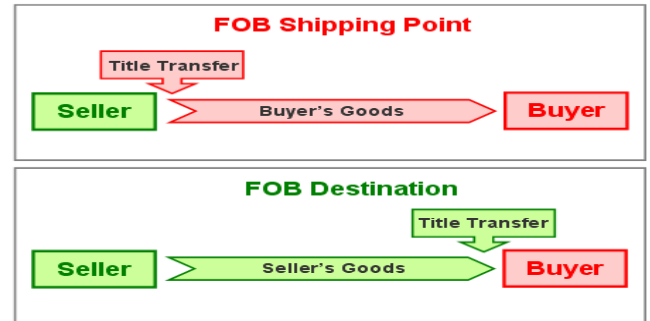 FOB Shipping Point
Title Transfer
Seller
Buyer's Goods
Buyer
FOB Destination
Title Transfer
Seller
Seller's Goods
Buyer